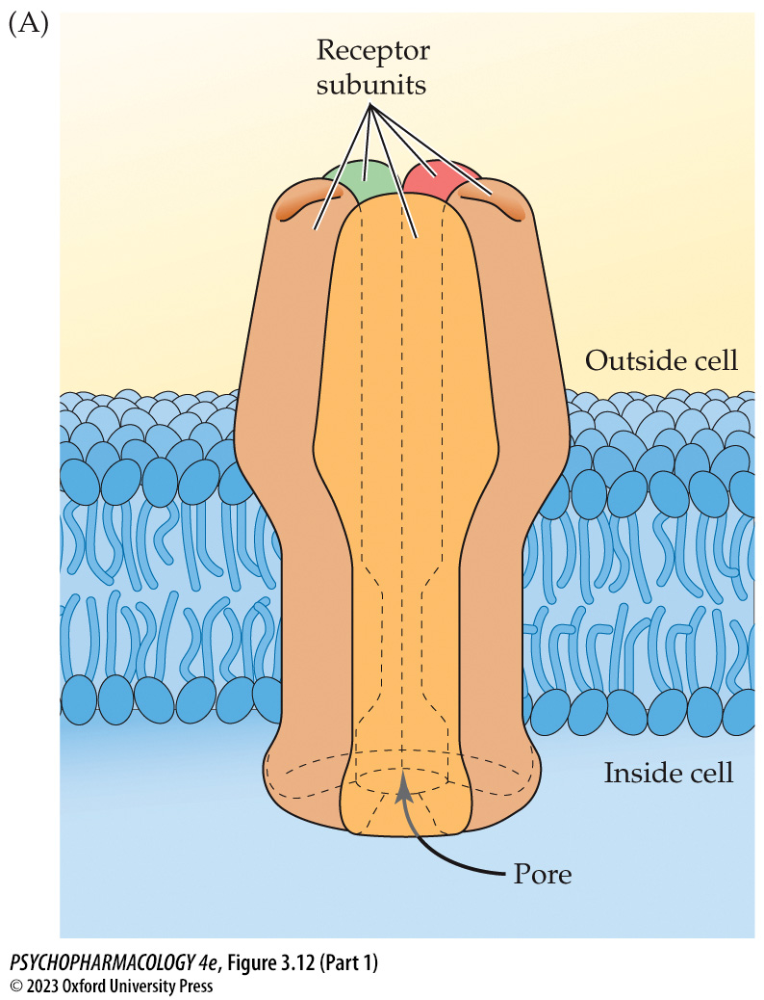 (A)
Receptor
subunits
Outside cell
Inside cell
Pore
PSYCHOPHARMACOLOGY 4e, Figure 3.12 (Part 1)
© 2023 Oxford University Press